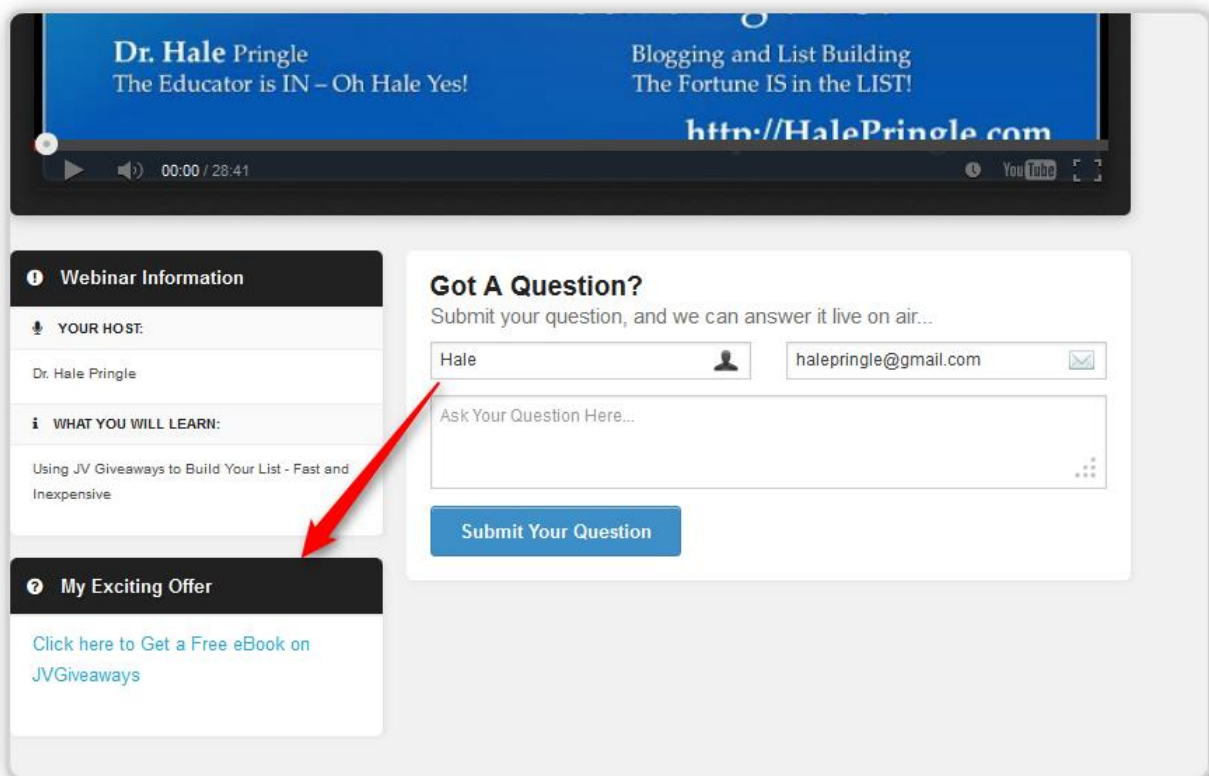 Dr. Hale Pringle
The Educator is IN – Oh Hale Yes!
Blogging and List Building
The Fortune IS in the LIST!
http://HalePringle.com
00:00 / 28:41
YouTube
Webinar Information
YOUR HOST:
Dr. Hale Pringle
WHAT YOU WILL LEARN:
Using JV Giveaways to Build Your List - Fast and
Inexpensive
My Exciting Offer
Click here to Get a Free eBook on
JVGiveaways
Got A Question?
Submit your question, and we can answer it live on air...
Hale
halepringle@gmail.com
Ask Your Question Here...
Submit Your Question